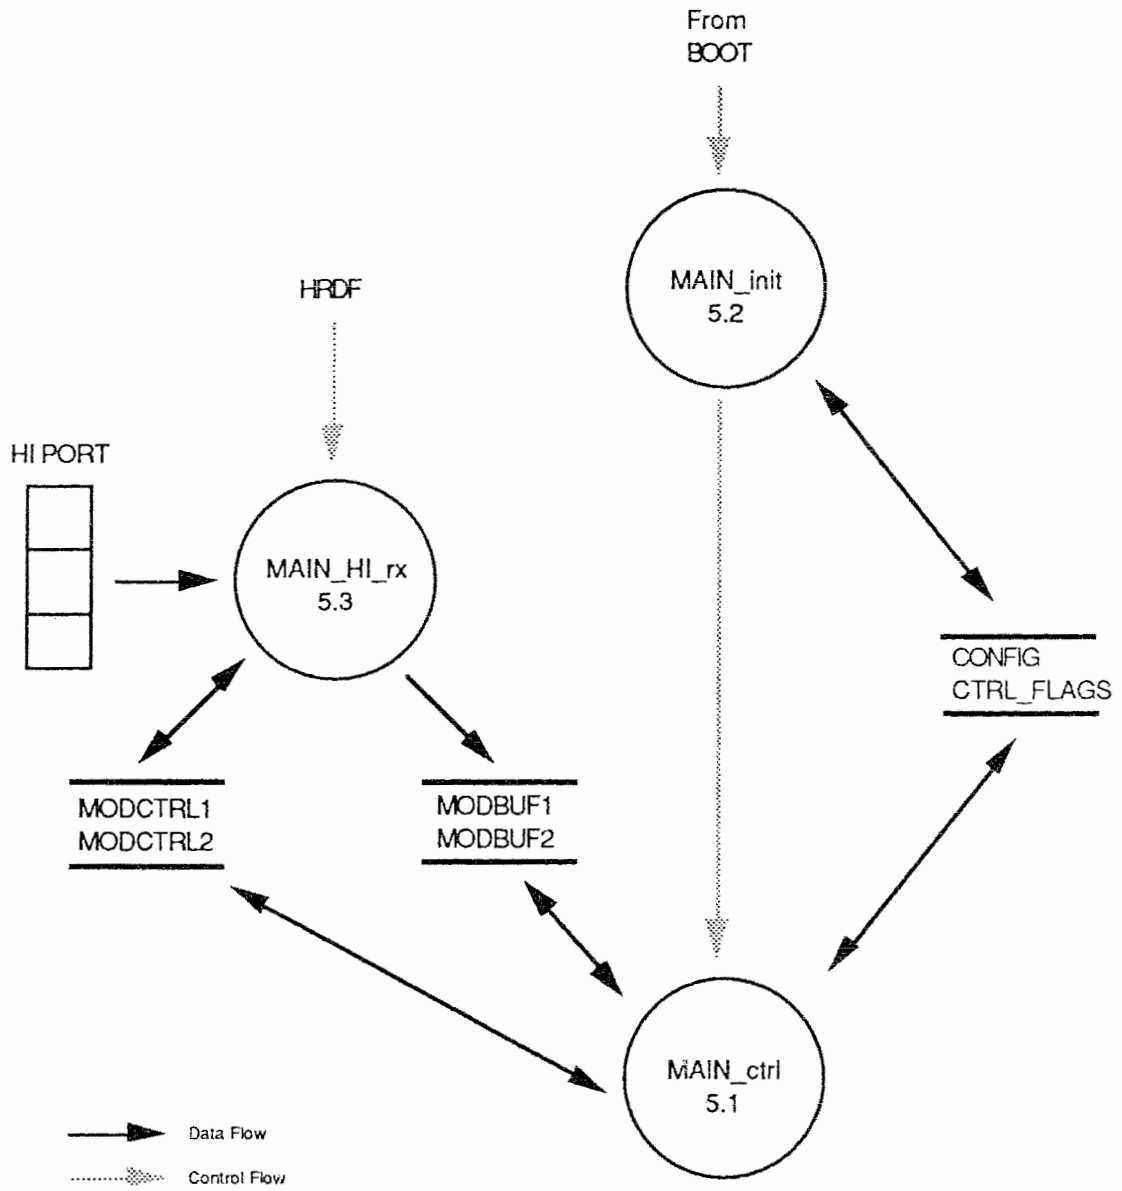 From
BOOT
MAIN_init
5.2
HRDF
HI PORT
MAIN_HI_rx
5.3
CONFIG
CTRL_FLAGS
MODCTRL1
MODCTRL2
MODBUF1
MODBUF2
MAIN_ctrl
5.1
Data Flow
Control Flow